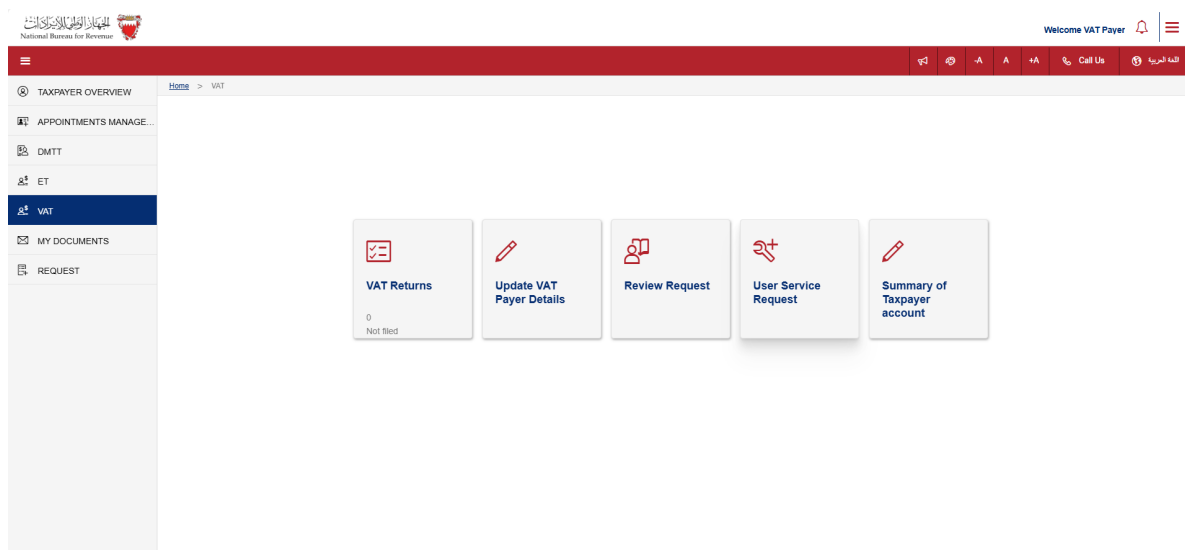 الجهاز الوطني للإيرادات
National Bureau for Revenue
Welcome VAT Payer
-A A +A Call Us اللغة العربية
TAXPAYER OVERVIEW
Home > VAT
APPOINTMENTS MANAGE...
DMTT
ET
VAT
MY DOCUMENTS
REQUEST
VAT Returns
0
Not filed
Update VAT
Payer Details
Review Request
User Service
Request
Summary of
Taxpayer
account